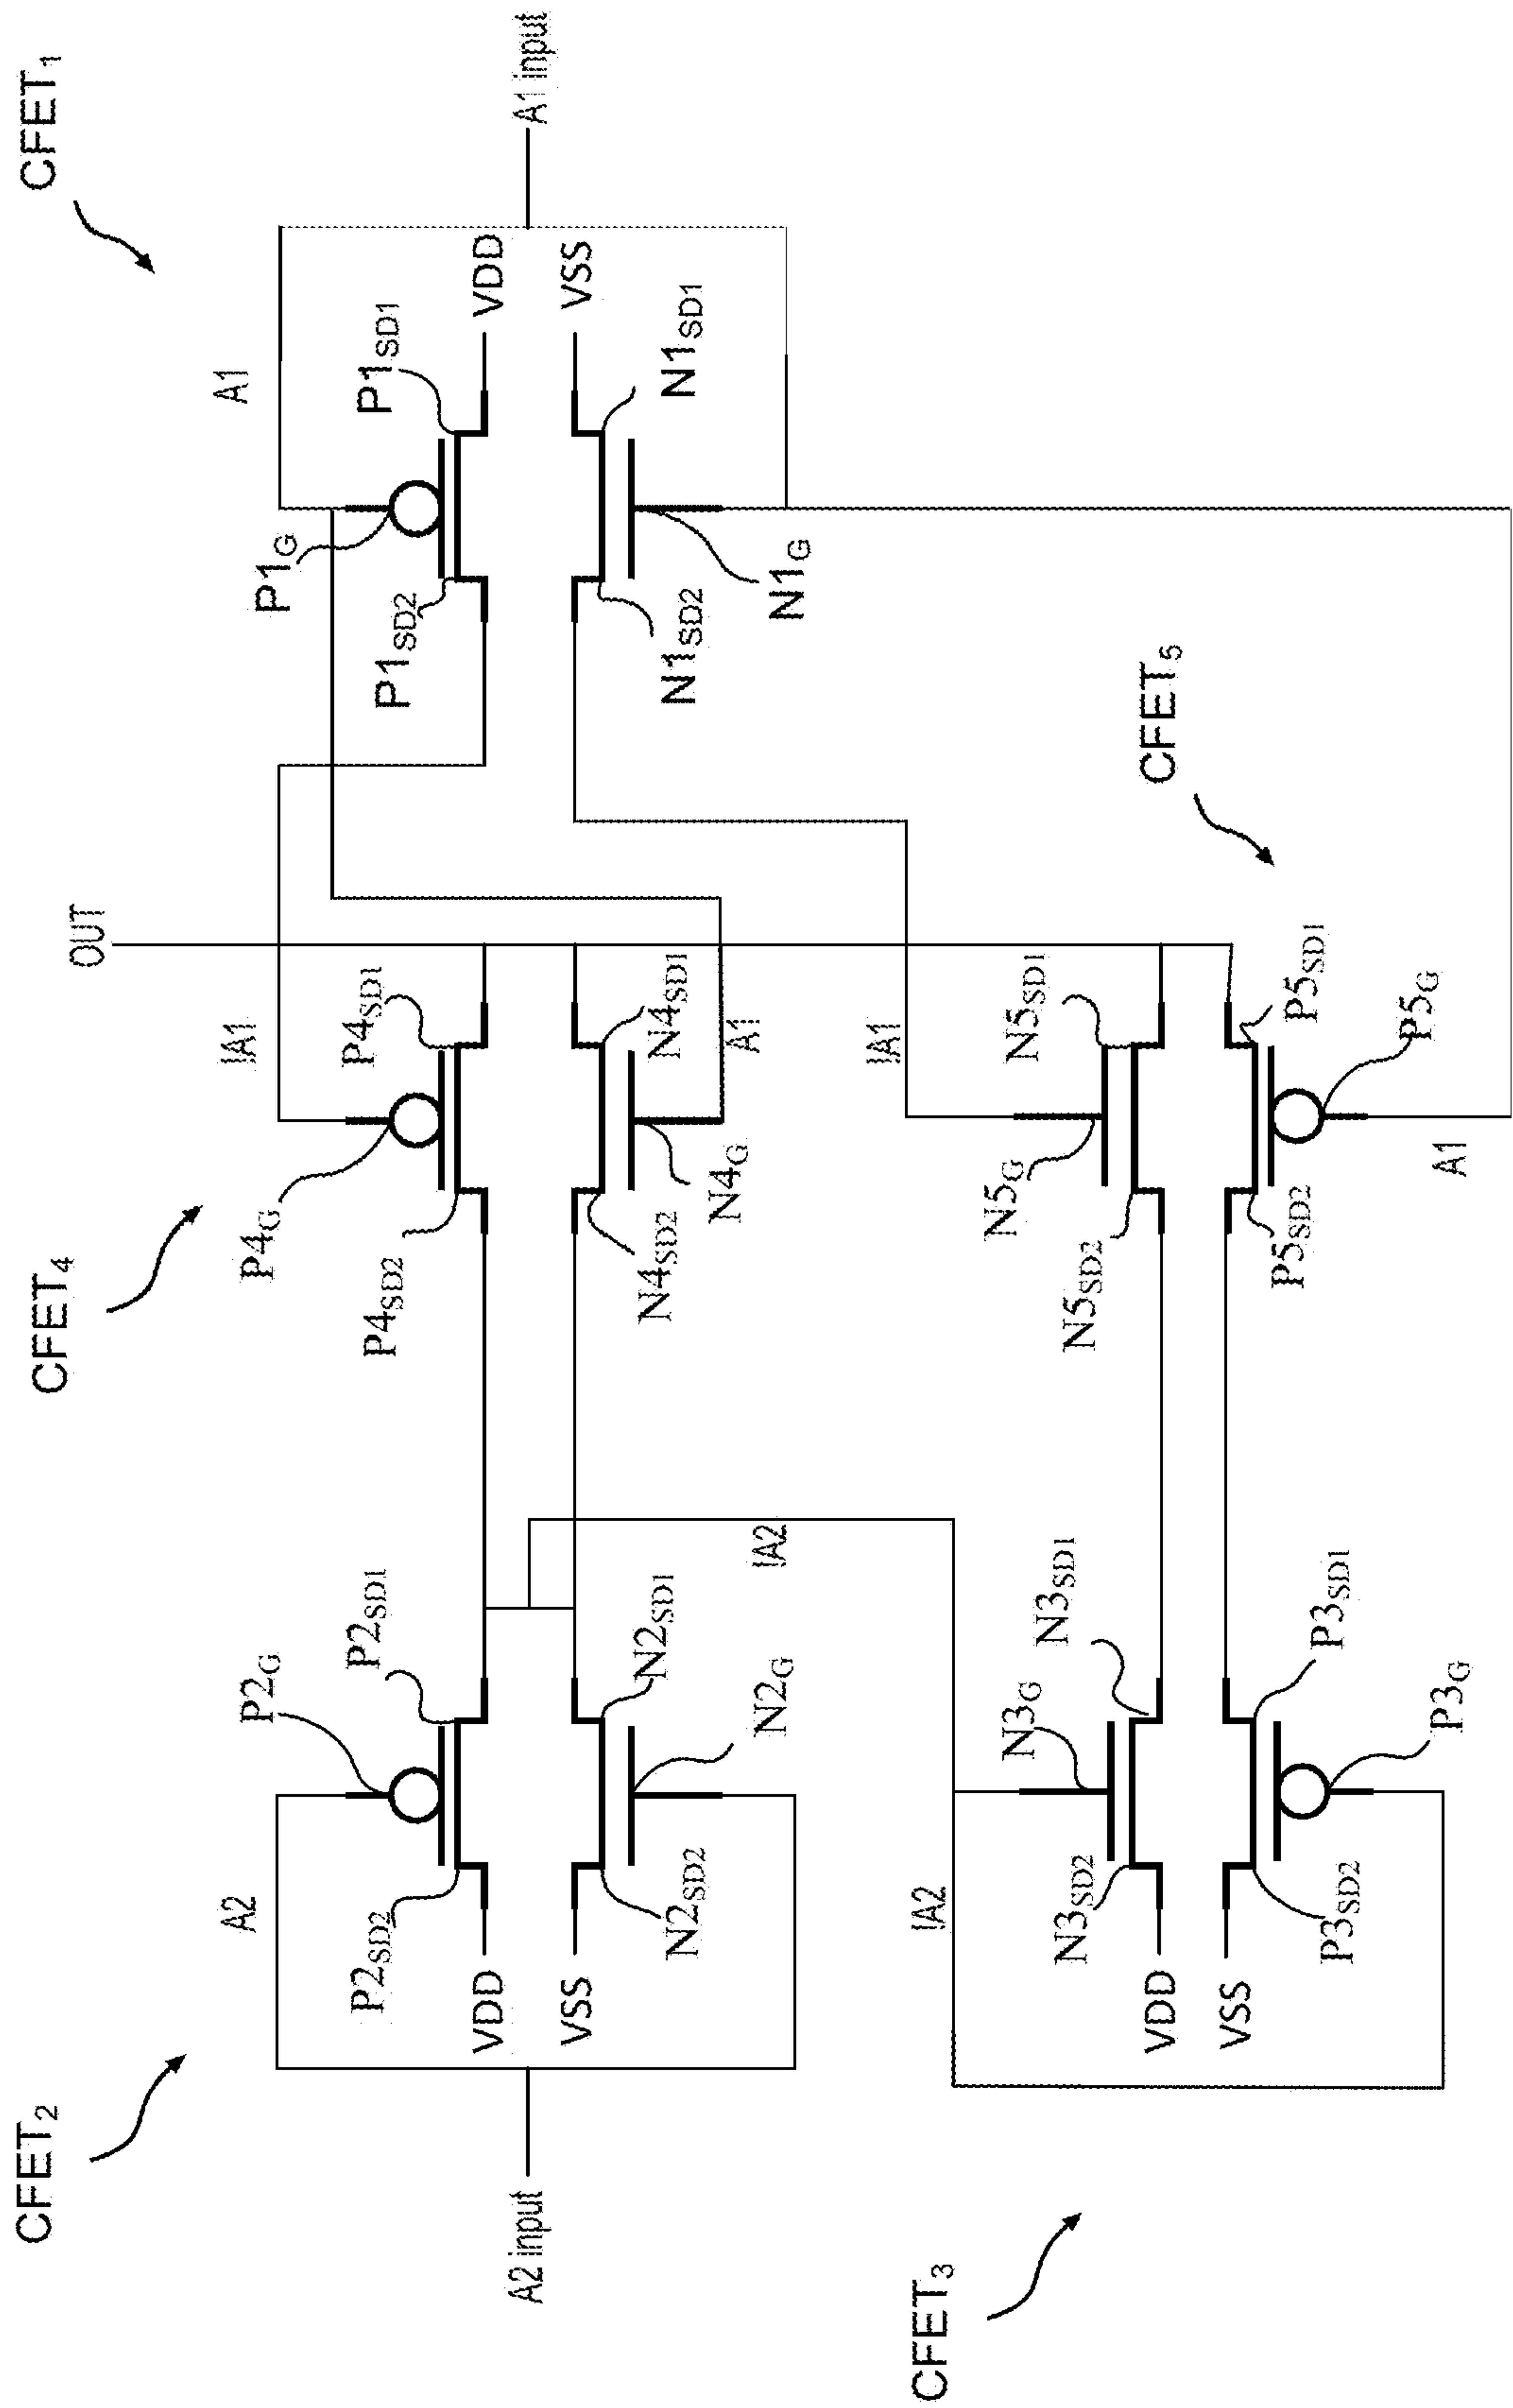 CFET₂
CFET₄
CFET₁
OUT
A2
!A1
A1
P2G
P4G
P1G
P2SD2
P2SD1
P4SD2
P4SD1
P1SD2
P1SD1
VDD
VDD
A2 input
A1 input
VSS
VSS
N2SD2
N2SD1
N4SD2
N4SD1
N1SD2
N1SD1
N2G
!A2
N4G
A1
N1G
!A1
CFET₃
!A2
N3G
N5G
N5SD1
N3SD2
N3SD1
N5SD2
VDD
CFET₅
VSS
P3SD2
P3SD1
P5SD2
P5SD1
P3G
A1
P5G